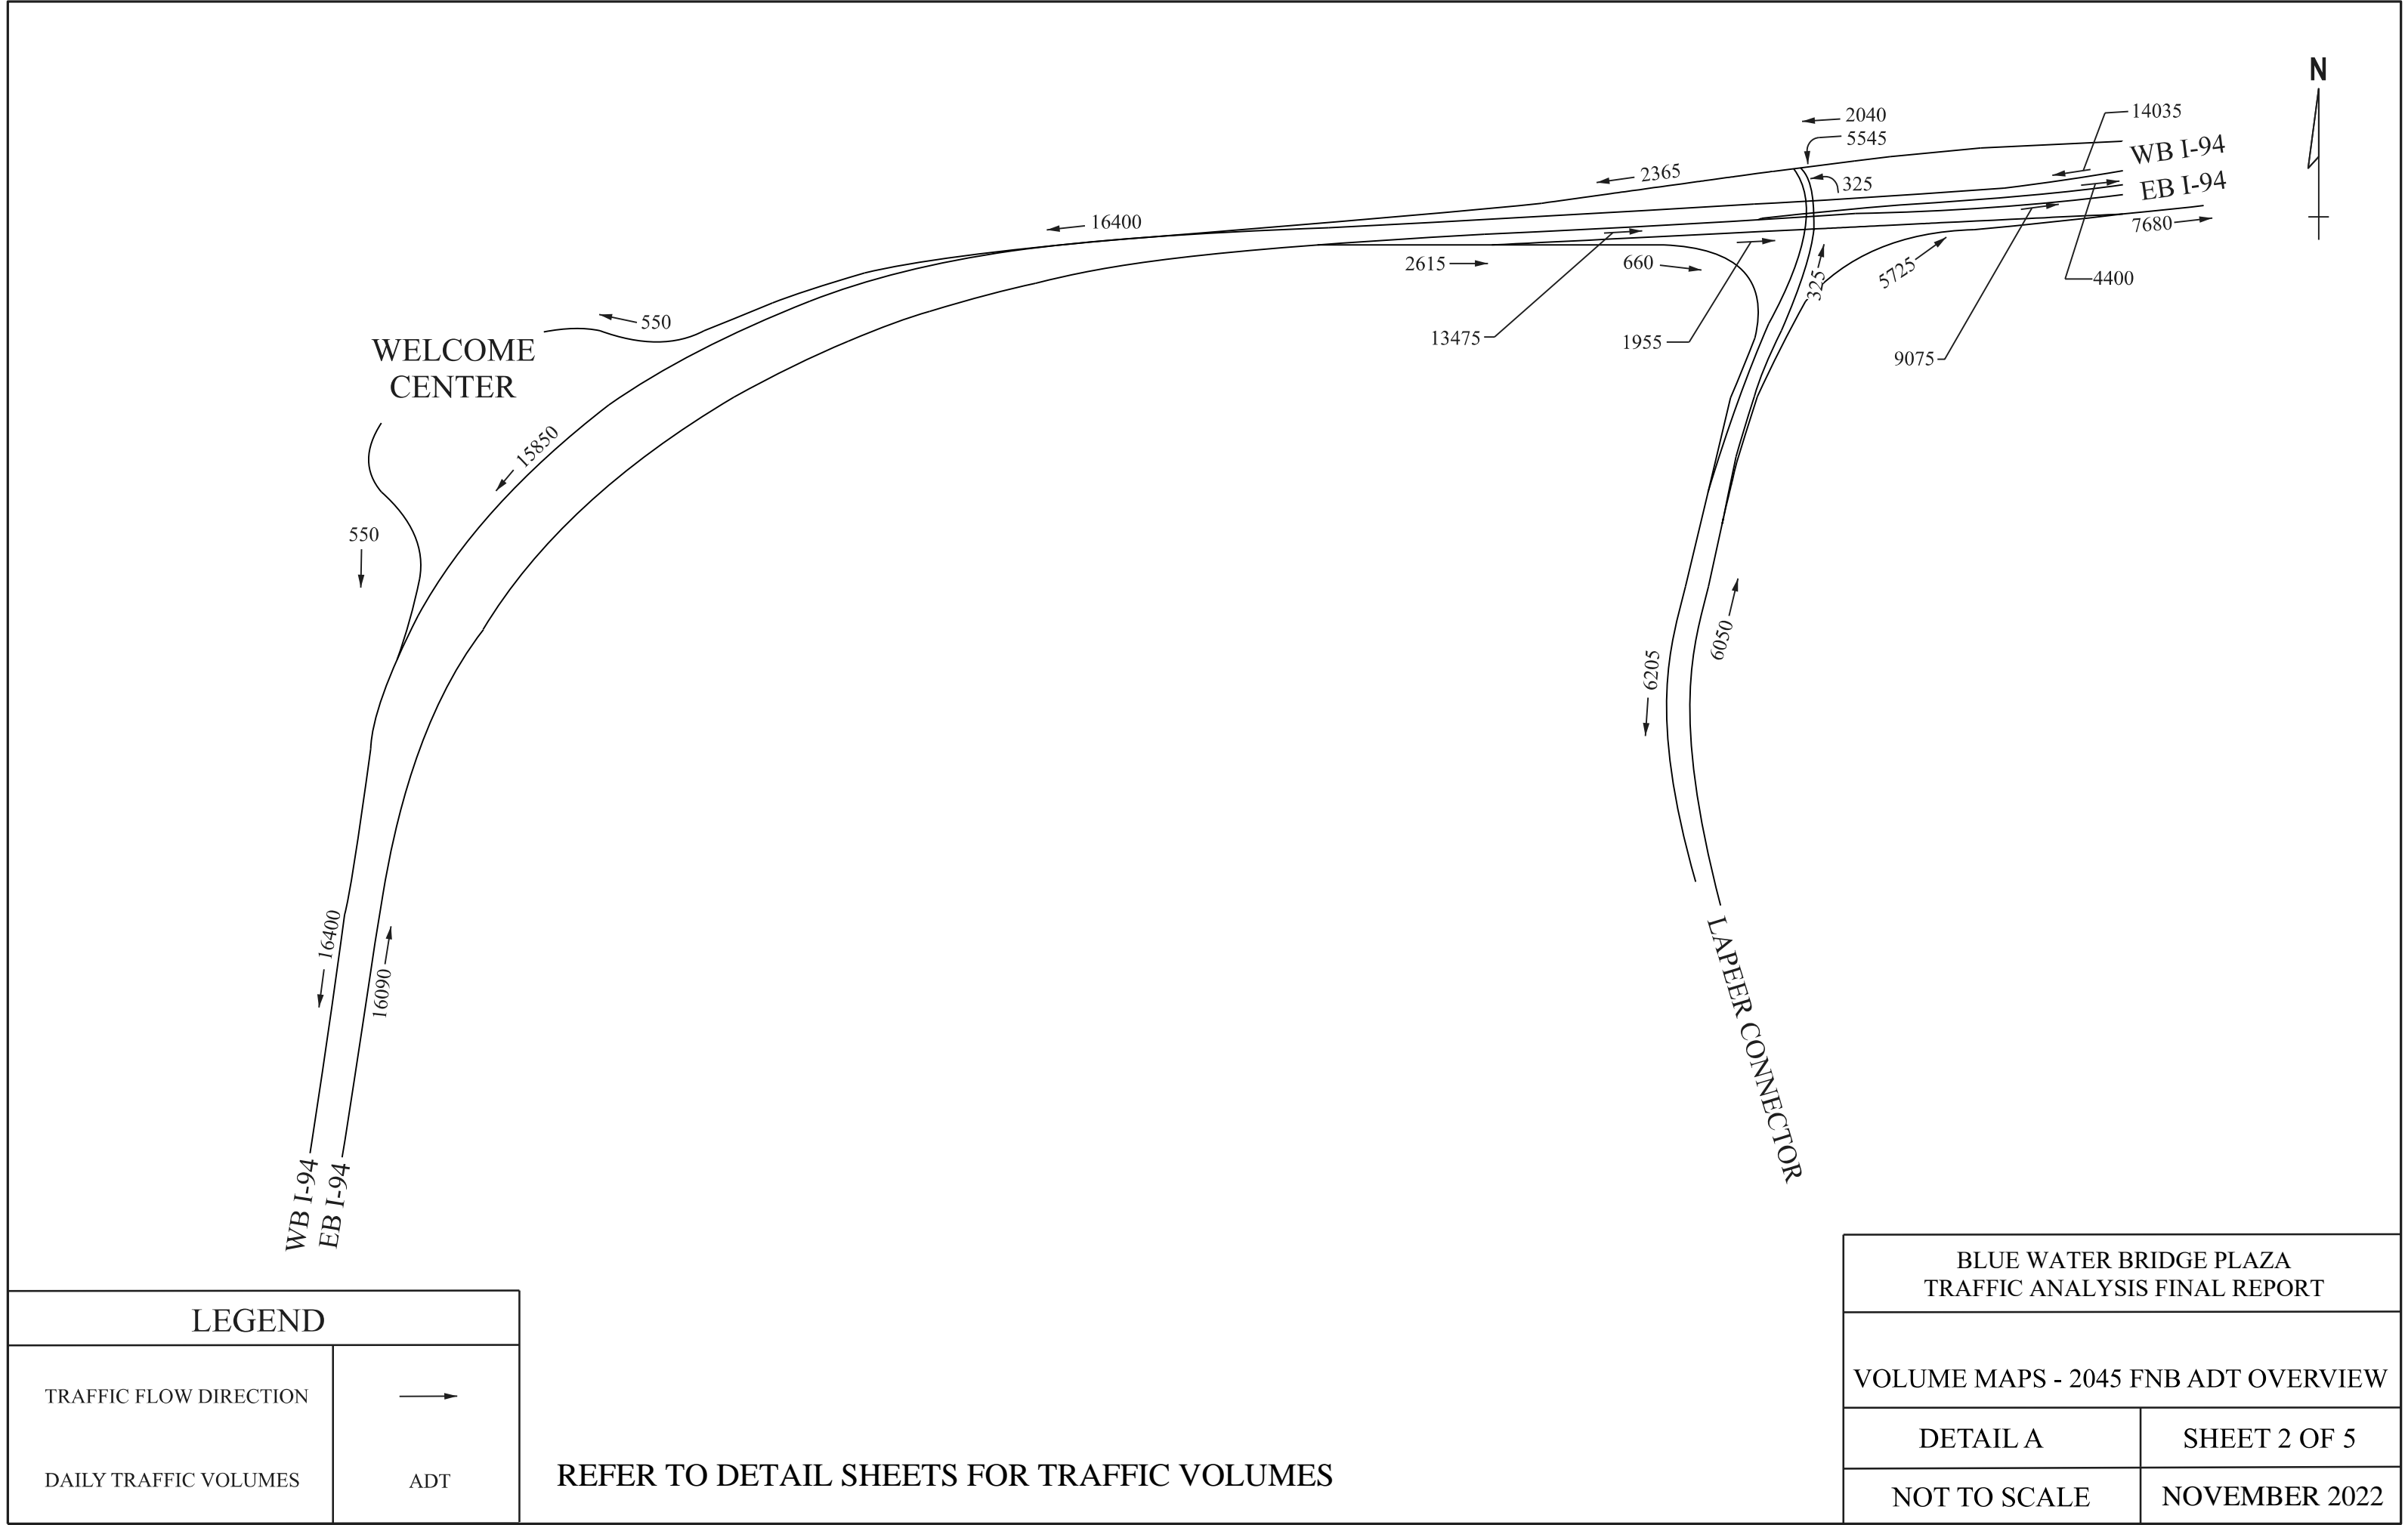 N
2040
5545
14035
WB I-94
2365
325
EB I-94
16400
7680
2615
660
325
5725
4400
550
13475
1955
9075
WELCOME
CENTER
15850
550
6050
6205
16400
16090
LAPEER CONNECTOR
WB I-94
EB I-94
LEGEND
TRAFFIC FLOW DIRECTION
DAILY TRAFFIC VOLUMES
ADT
REFER TO DETAIL SHEETS FOR TRAFFIC VOLUMES
BLUE WATER BRIDGE PLAZA
TRAFFIC ANALYSIS FINAL REPORT
VOLUME MAPS - 2045 FNB ADT OVERVIEW
DETAIL A
SHEET 2 OF 5
NOT TO SCALE
NOVEMBER 2022